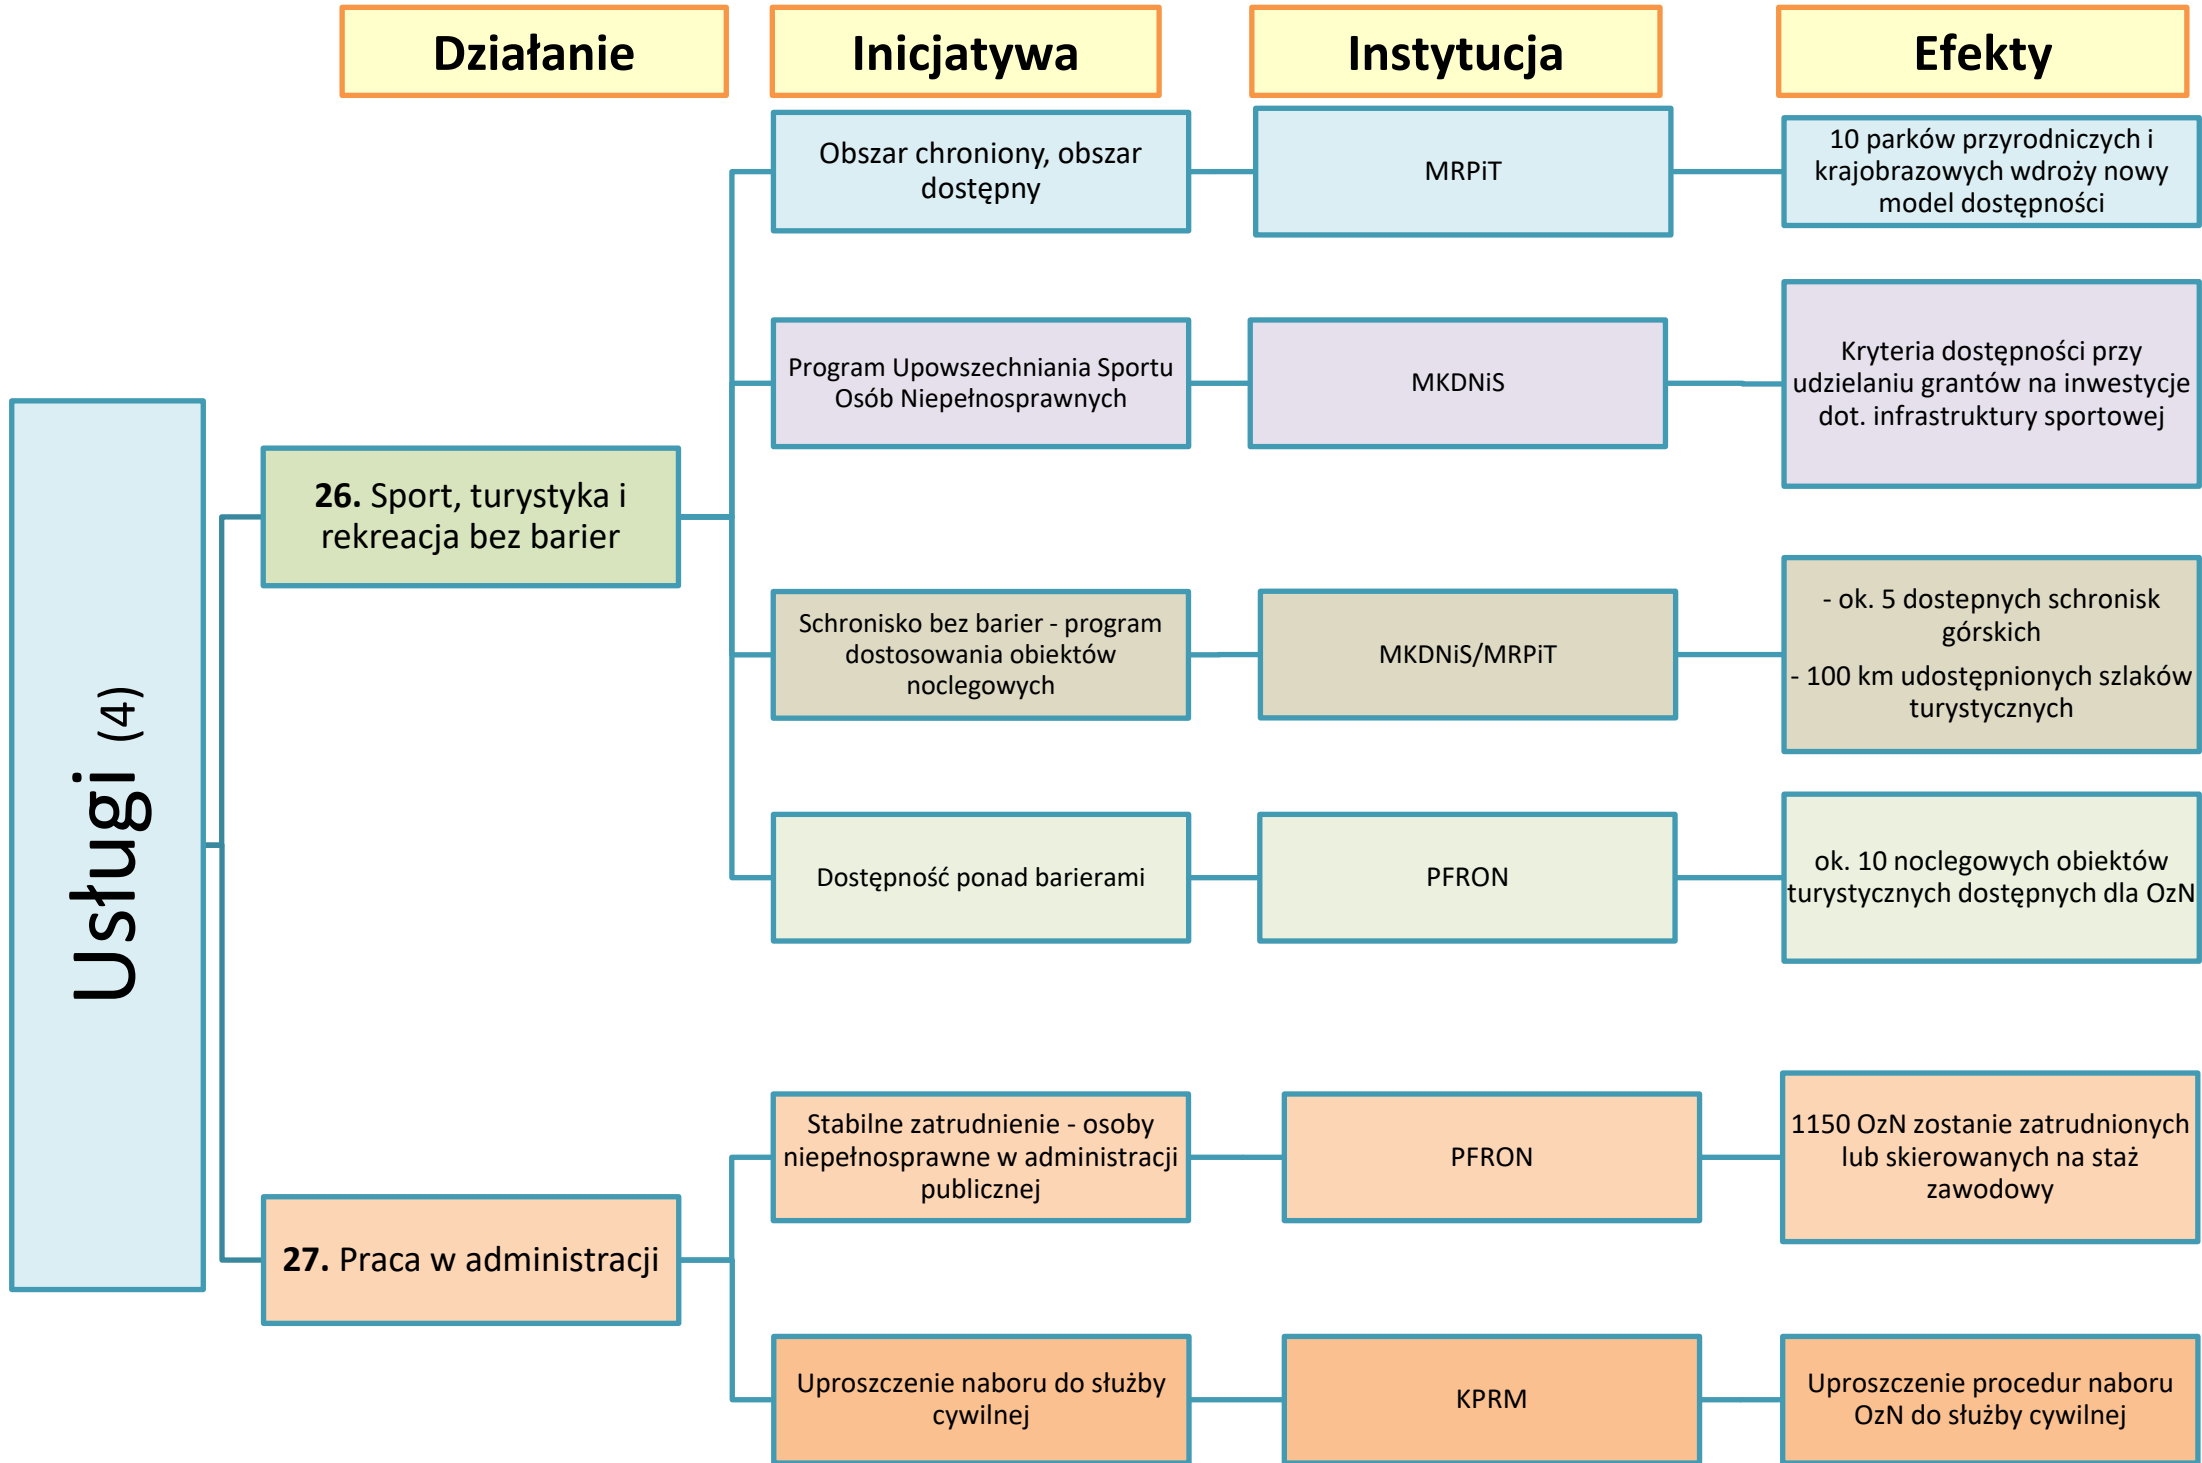 Działanie
Inicjatywa
Instytucja
Efekty
Usługi (4)
26. Sport, turystyka i
rekreacja bez barier
Obszar chroniony, obszar
dostępny
MRPiT
10 parków przyrodniczych i
krajobrazowych wdroży nowy
model dostępności
Program Upowszechniania Sportu
Osób Niepełnosprawnych
MKDNiS
Kryteria dostępności przy
udzielaniu grantów na inwestycje
dot. infrastruktury sportowej
Schronisko bez barier - program
dostosowania obiektów
noclegowych
MKDNiS/MRPiT
- ok. 5 dostepnych schronisk
górskich
- 100 km udostępnionych szlaków
turystycznych
Dostępność ponad barierami
PFRON
ok. 10 noclegowych obiektów
turystycznych dostępnych dla OzN
27. Praca w administracji
Stabilne zatrudnienie - osoby
niepełnosprawne w administracji
publicznej
PFRON
1150 OzN zostanie zatrudnionych
lub skierowanych na staż
zawodowy
Uproszczenie naboru do służby
cywilnej
KPRM
Uproszczenie procedur naboru
OzN do służby cywilnej